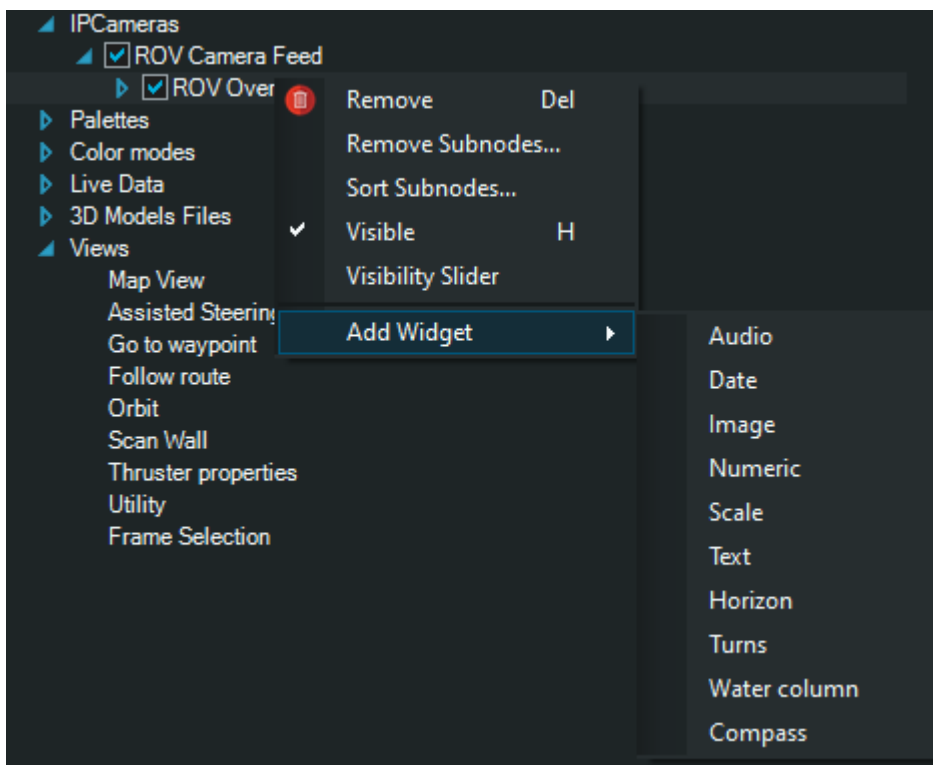 IPCameras
ROV Camera Feed
ROV Over
Palettes
Color modes
Live Data
3D Models Files
Views
Map View
Assisted Steering
Go to waypoint
Follow route
Orbit
Scan Wall
Thruster properties
Utility
Frame Selection
Remove Del
Remove Subnodes...
Sort Subnodes...
Visible H
Visibility Slider
Add Widget
Audio
Date
Image
Numeric
Scale
Text
Horizon
Turns
Water column
Compass